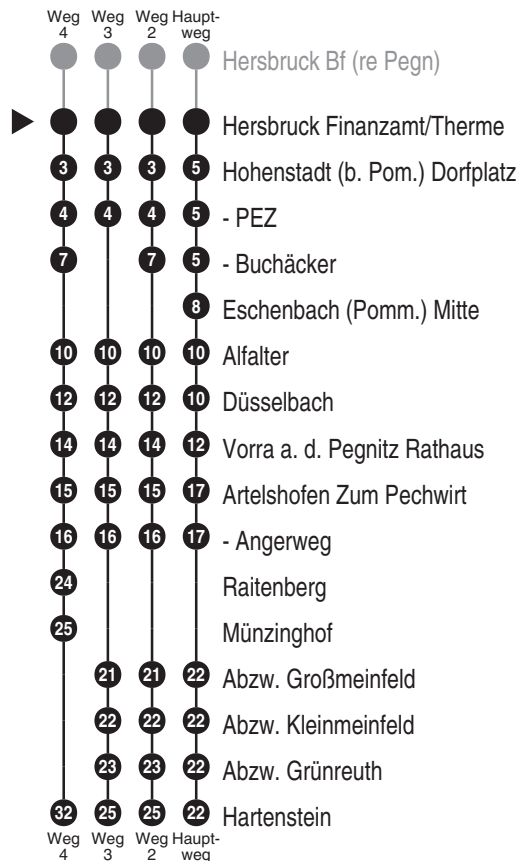 Weg 4 Weg 3 Weg 2 Haupt-weg
Hersbruck Bf (re Pegn)
Hersbruck Finanzamt/Therme
3 3 3 5 Hohenstadt (b. Pom.) Dorfplatz
4 4 4 5 - PEZ
7 7 5 - Buchäcker
8 Eschenbach (Pomm.) Mitte
10 10 10 10 Alfalter
12 12 12 10 Düsselbach
14 14 14 12 Vorra a. d. Pegnitz Rathaus
15 15 15 17 Artelshofen Zum Pechwirt
16 16 16 17 - Angerweg
24 Raitenberg
25 Münzinghof
21 21 22 Abzw. Großmeinfeld
22 22 22 Abzw. Kleinmeinfeld
23 23 22 Abzw. Grünreuth
32 25 25 22 Hartenstein
Weg 4 Weg 3 Weg 2 Haupt-weg